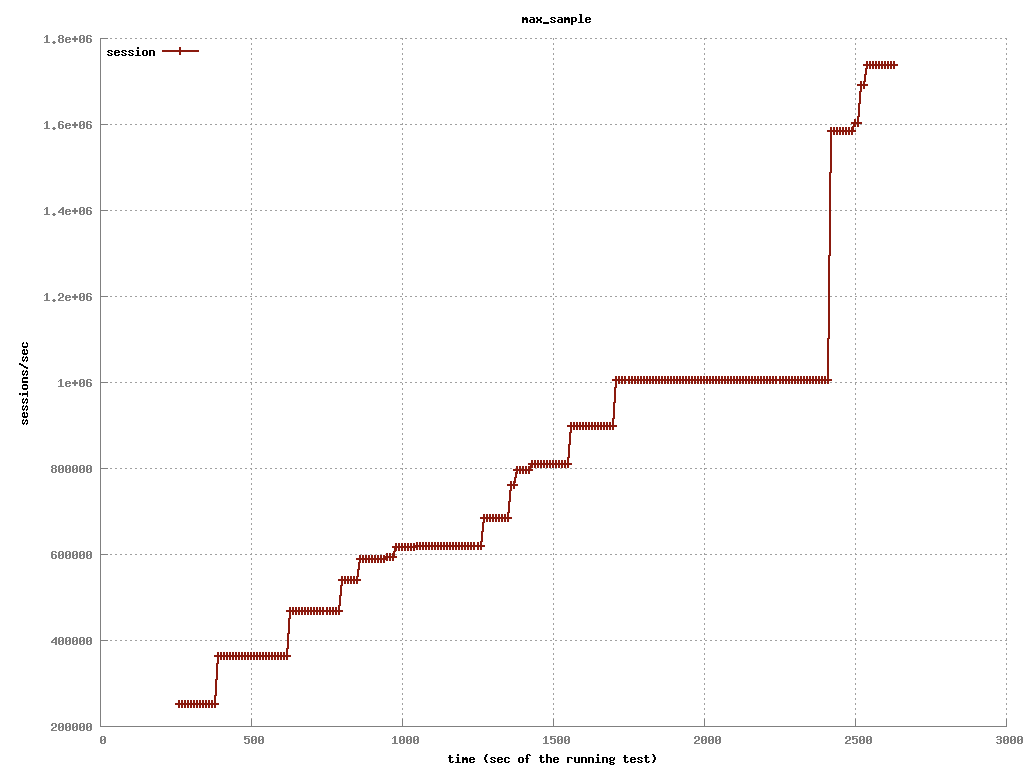 max_sample
1.8e+06
session
1.6e+06
1.4e+06
1.2e+06
1e+06
800000
600000
400000
200000
sessions/sec
0 500 1000 1500 2000 2500 3000
time (sec of the running test)